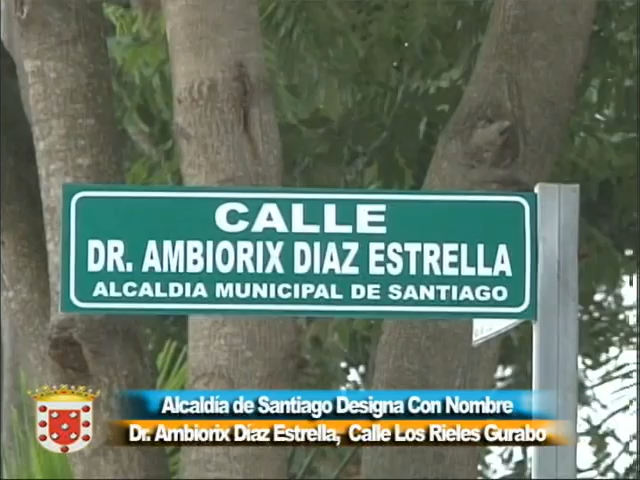 CALLE
DR. AMBIORIX DIAZ ESTRELLA
ALCALDIA MUNICIPAL DE SANTIAGO
Alcaldía de Santiago Designa Con Nombre
Dr. Ambiorix Díaz Estrella, Calle Los Rieles Gurabo